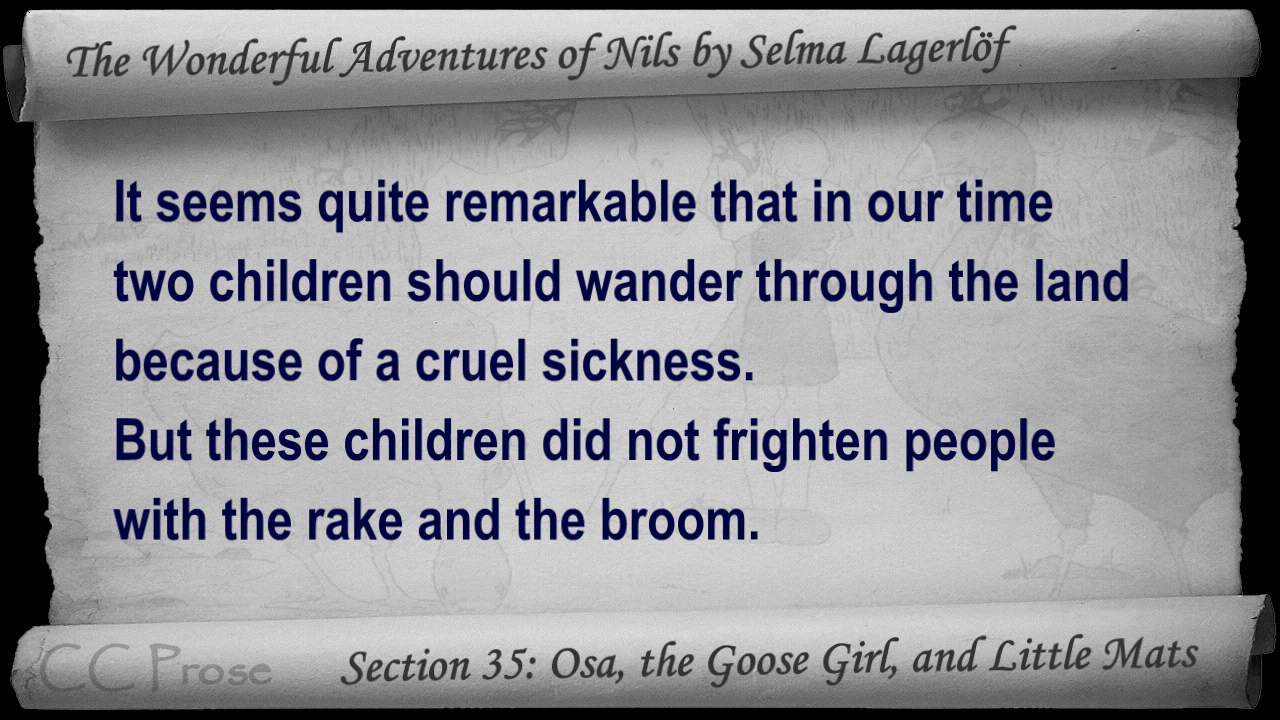 The Wonderful Adventures of Nils by Selma Lagerlöf
It seems quite remarkable that in our time
two children should wander through the land
because of a cruel sickness.
But these children did not frighten people
with the rake and the broom.
CC Prose
Section 35: Osa, the Goose Girl, and Little Mats